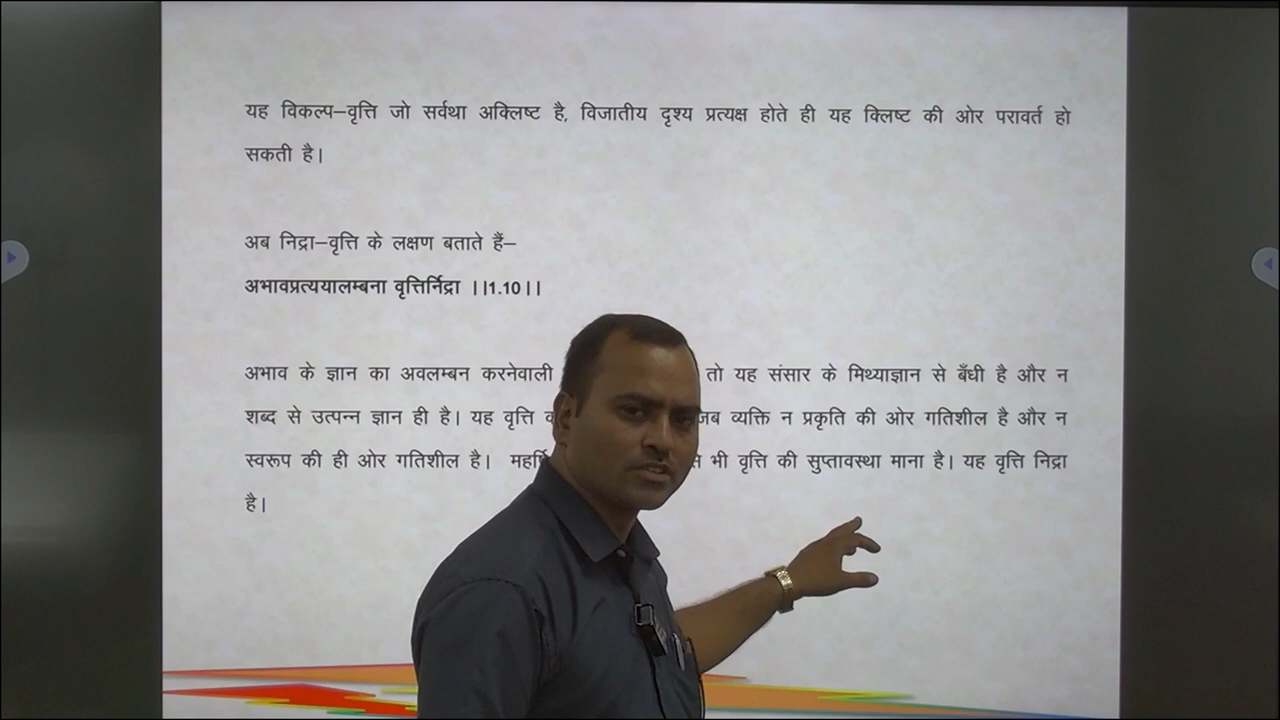 यह विकल्प–वृत्ति जो सर्वथा अक्लिष्ट है, विजातीय दृश्य प्रत्यक्ष होते ही यह क्लिष्ट की ओर परावर्त हो
सकती है।
अब निद्रा–वृत्ति के लक्षण बताते हैं–
अभावप्रत्ययालम्बना वृत्तिर्निद्रा ।।1.10।।
अभाव के ज्ञान का अवलम्बन करनेवाली तो यह संसार के मिथ्याज्ञान से बँधी है और न
शब्द से उत्पन्न ज्ञान ही है। यह वृत्ति जब व्यक्ति न प्रकृति की ओर गतिशील है और न
स्वरूप की ही ओर गतिशील है। भी वृत्ति की सुप्तावस्था माना है। यह वृत्ति निद्रा
है।